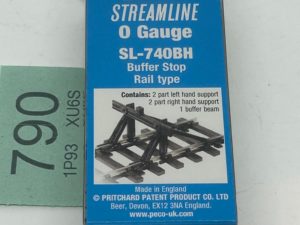 STREAMLINE
O Gauge
SL-740BH
Buffer Stop
Rail type
Contains: 2 part left hand support
2 part right hand support
1 buffer beam
Made in England
© PRITCHARD PATENT PRODUCT CO. LTD
Beer, Devon, EX12 3NA England.
www.peco-uk.com
790
1P93 XU6S